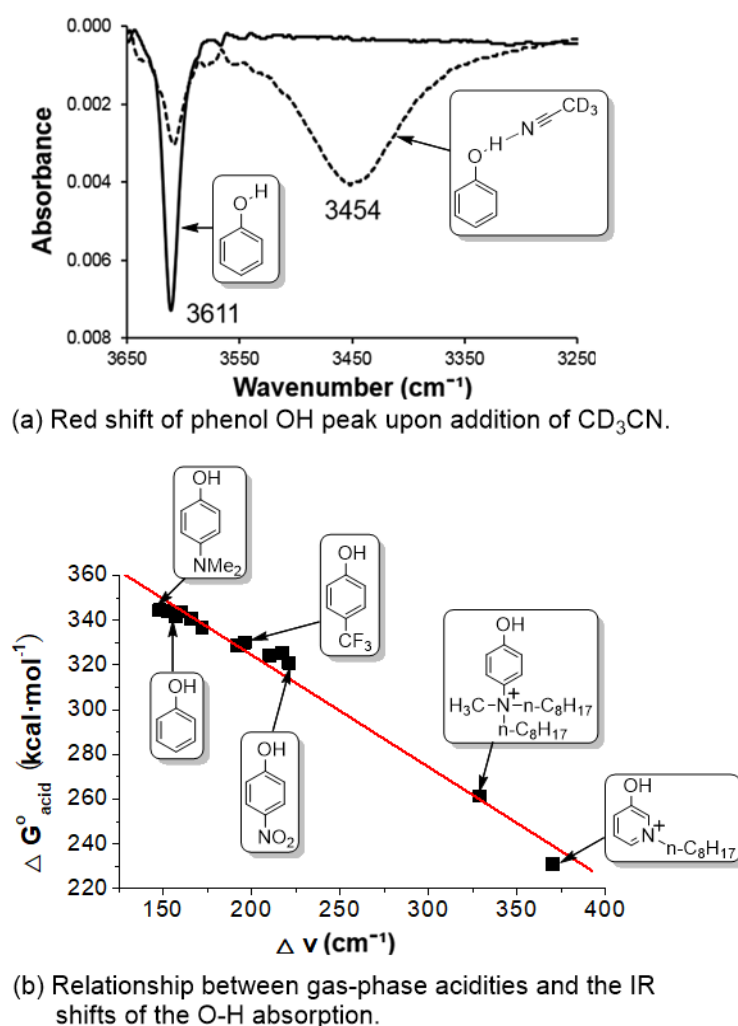 0.000
0.002
0.004
0.006
0.008
Absorbance
3650
3550
3450
3350
3250
Wavenumber (cm⁻¹)
3611
3454
O H
O H N CD₃
(a) Red shift of phenol OH peak upon addition of CD₃CN.
360
340
320
300
280
260
240
220
△ G°acid (kcal·mol⁻¹)
150
200
250
300
350
400
△ ν (cm⁻¹)
OH
NMe₂
OH
OH
CF₃
OH
NO₂
OH
+
H₃C N n-C₈H₁₇
n-C₈H₁₇
OH
+
N
n-C₈H₁₇
(b) Relationship between gas-phase acidities and the IR
shifts of the O-H absorption.